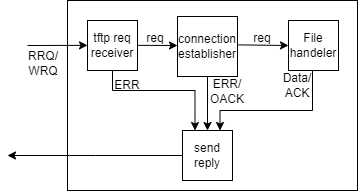 tftp req
receiver
req
connection
establisher
req
File
handeler
RRQ/
WRQ
ERR
ERR/
OACK
Data/
ACK
send
reply